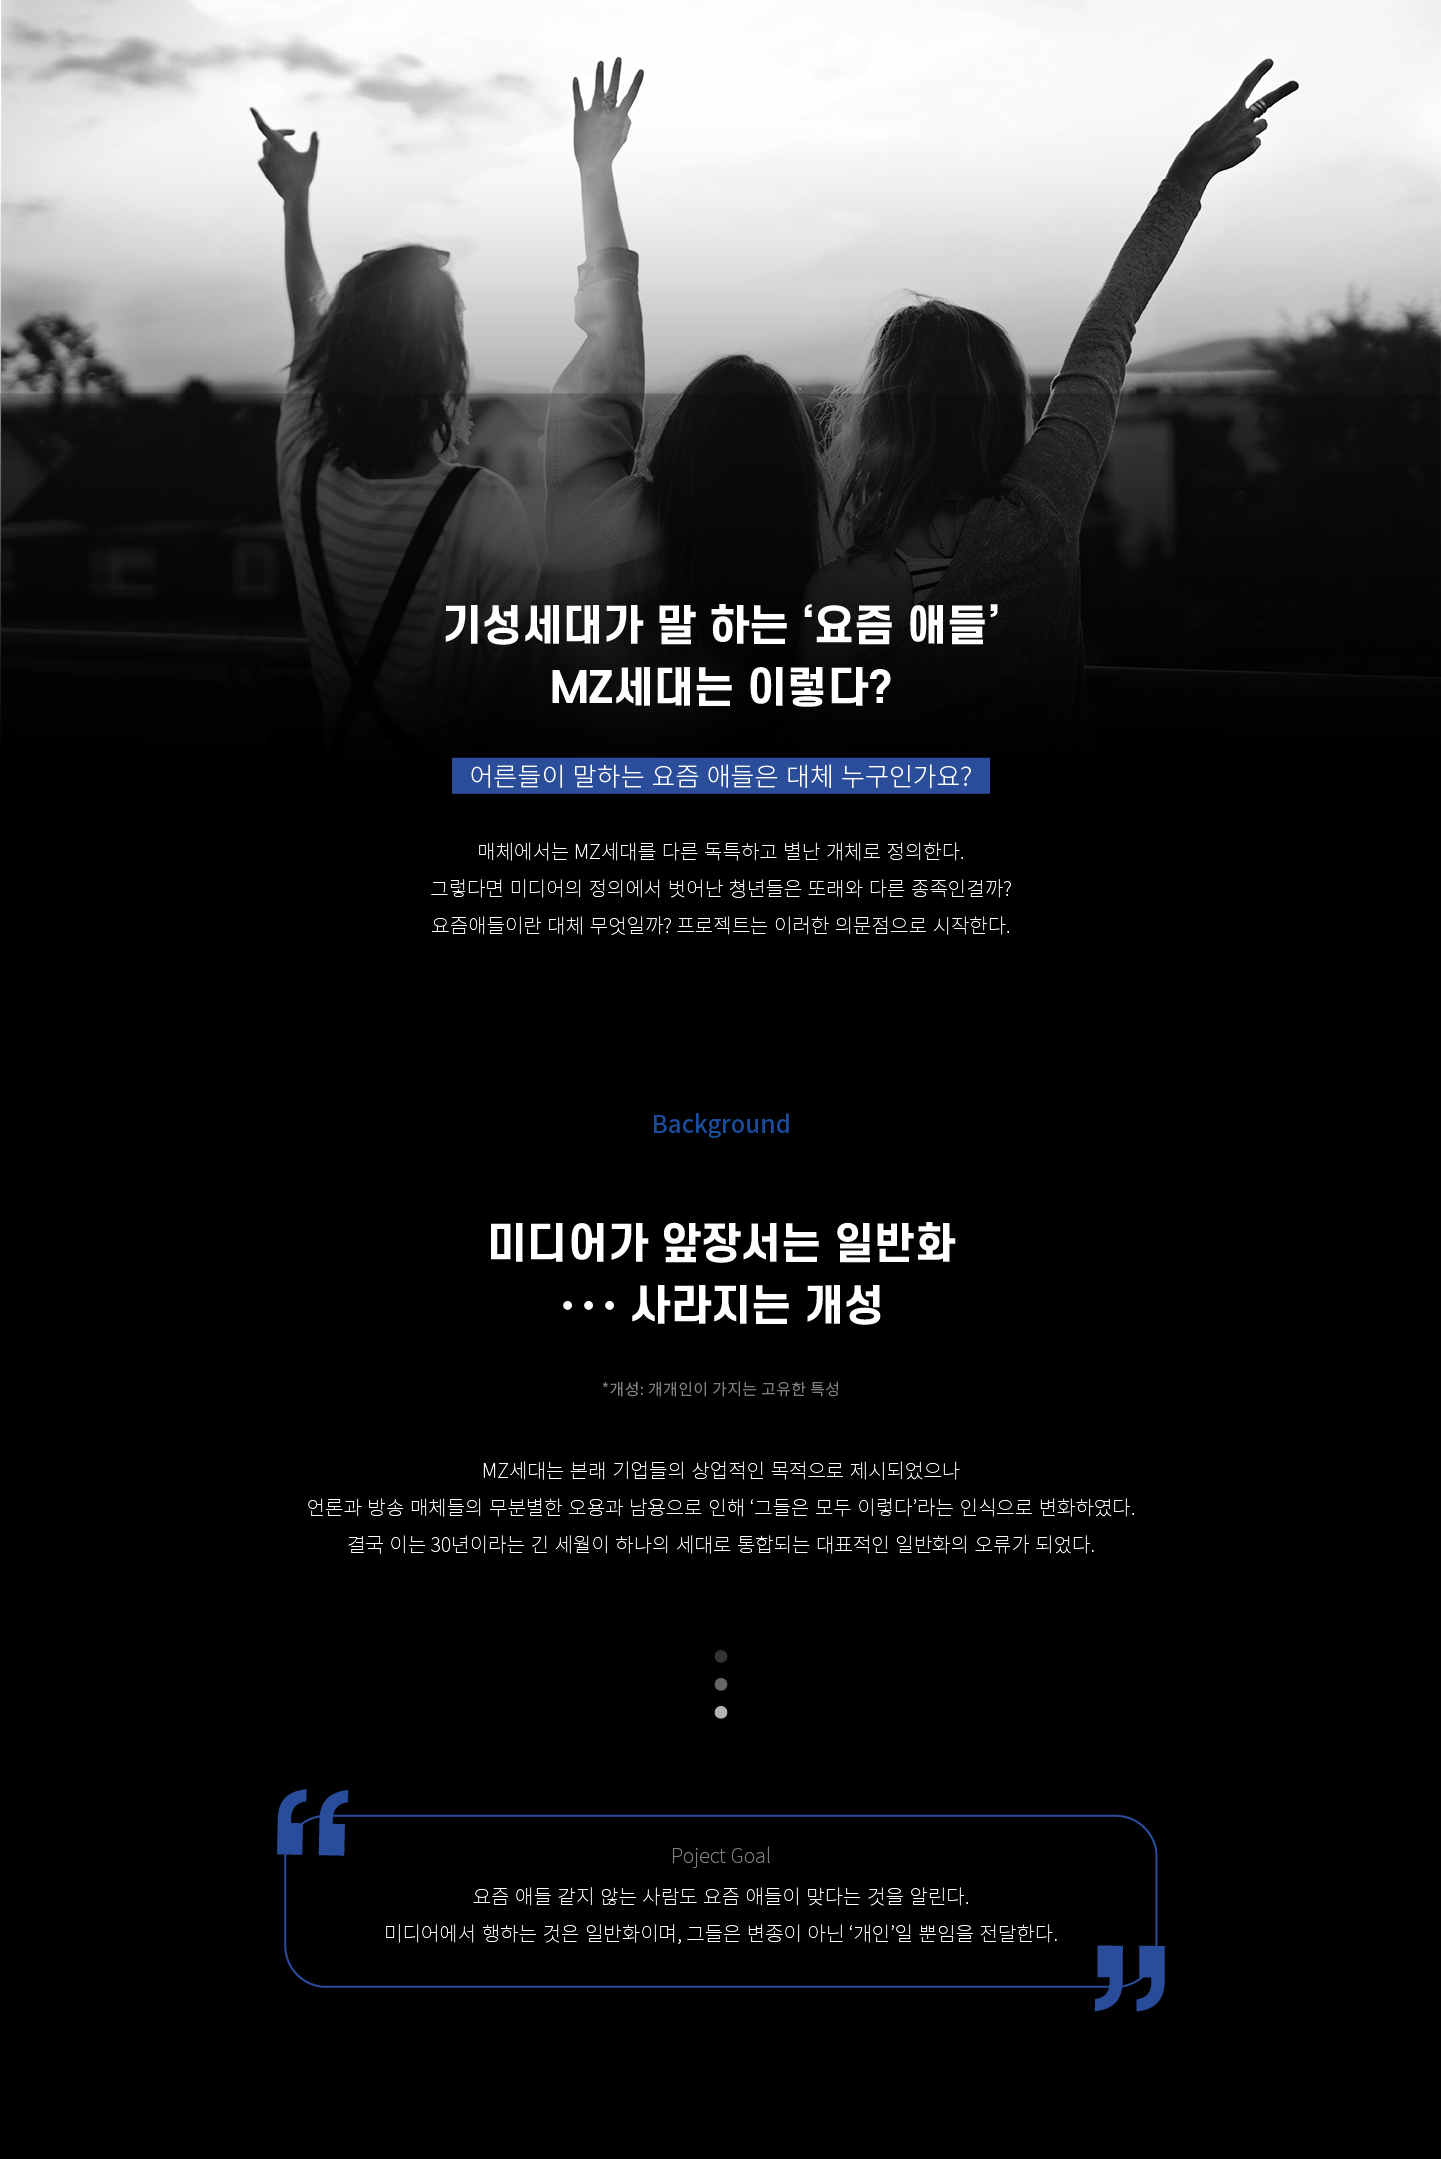 기성세대가 말 하는 ‘요즘 애들’
MZ세대는 이렇다?
어른들이 말하는 요즘 애들은 대체 누구인가요?
매체에서는 MZ세대를 다른 독특하고 별난 개체로 정의한다.
그렇다면 미디어의 정의에서 벗어난 청년들은 또래와 다른 종족인걸까?
요즘애들이란 대체 무엇일까? 프로젝트는 이러한 의문점으로 시작한다.
Background
미디어가 앞장서는 일반화
··· 사라지는 개성
*개성: 개개인이 가지는 고유한 특성
MZ세대는 본래 기업들의 상업적인 목적으로 제시되었으나
언론과 방송 매체들의 무분별한 오용과 남용으로 인해 ‘그들은 모두 이렇다’라는 인식으로 변화하였다.
결국 이는 30년이라는 긴 세월이 하나의 세대로 통합되는 대표적인 일반화의 오류가 되었다.
Poject Goal
요즘 애들 같지 않는 사람도 요즘 애들이 맞다는 것을 알린다.
미디어에서 행하는 것은 일반화이며, 그들은 변종이 아닌 ‘개인’일 뿐임을 전달한다.